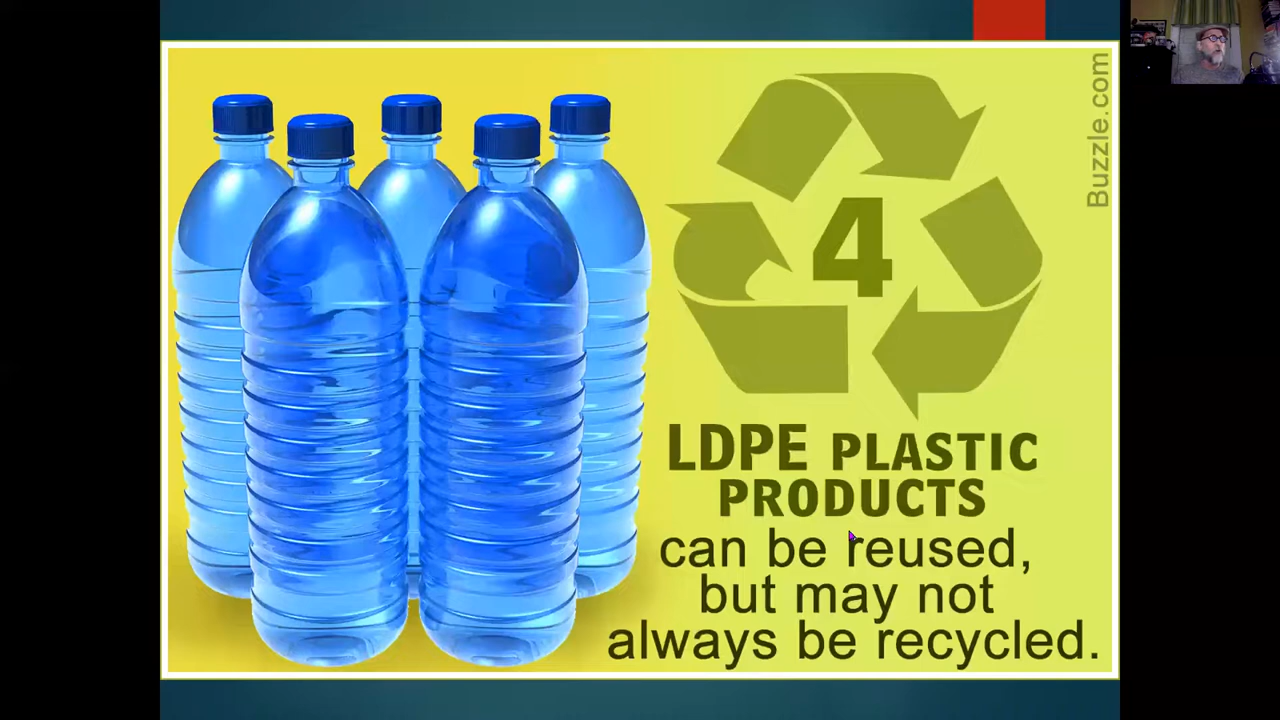 Buzzle.com
4
LDPE PLASTIC
PRODUCTS
can be reused,
but may not
always be recycled.